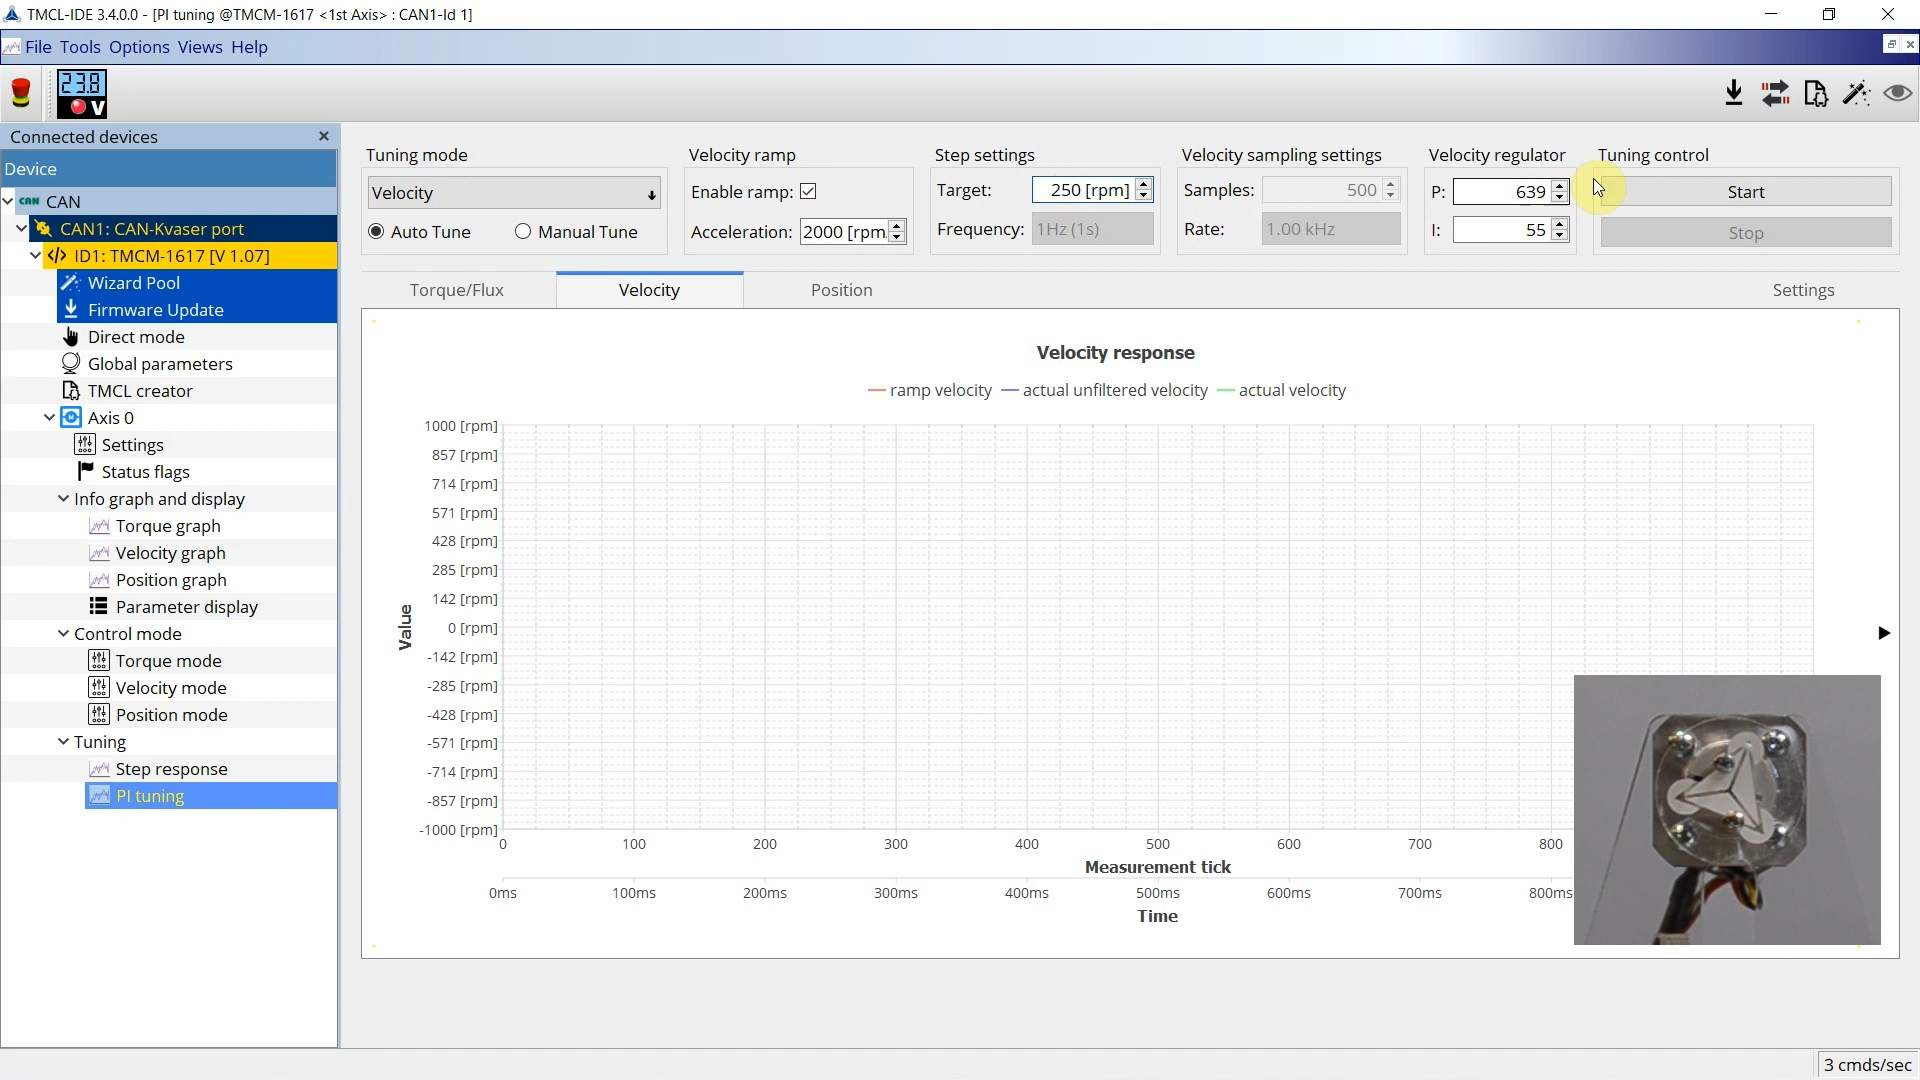 TMCL-IDE 3.4.0.0 - [PI tuning @TMCM-1617 <1st Axis> : CAN1-Id 1]
File Tools Options Views Help
23.8
V
Connected devices
Device
CAN CAN
CAN1: CAN-Kvaser port
ID1: TMCM-1617 [V 1.07]
Wizard Pool
Firmware Update
Direct mode
Global parameters
TMCL creator
Axis 0
Settings
Status flags
Info graph and display
Torque graph
Velocity graph
Position graph
Parameter display
Control mode
Torque mode
Velocity mode
Position mode
Tuning
Step response
PI tuning
Tuning mode
Velocity
Auto Tune Manual Tune
Velocity ramp
Enable ramp:
Acceleration: 2000 [rpm
Step settings
Target: 250 [rpm]
Frequency: 1Hz (1s)
Velocity sampling settings
Samples: 500
Rate: 1.00 kHz
Velocity regulator
P: 639
I: 55
Tuning control
Start
Stop
Torque/Flux Velocity Position Settings
Velocity response
ramp velocity actual unfiltered velocity actual velocity
1000 [rpm]
857 [rpm]
714 [rpm]
571 [rpm]
428 [rpm]
285 [rpm]
142 [rpm]
0 [rpm]
-142 [rpm]
-285 [rpm]
-428 [rpm]
-571 [rpm]
-714 [rpm]
-857 [rpm]
-1000 [rpm]
Value
0 100 200 300 400 500 600 700 800
Measurement tick
0ms 100ms 200ms 300ms 400ms 500ms 600ms 700ms 800ms
Time
3 cmds/sec